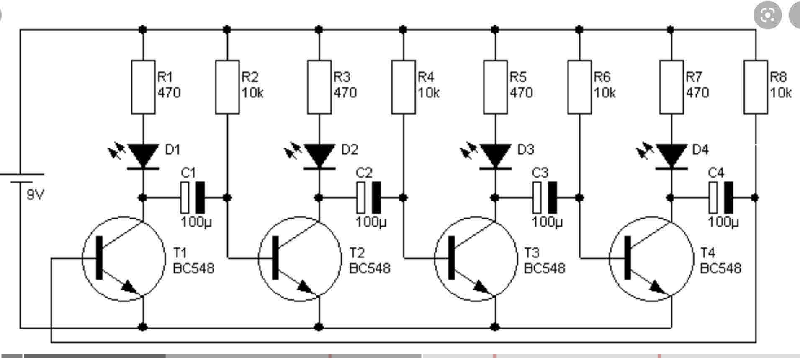 R1
470
R2
10k
R3
470
R4
10k
R5
470
R6
10k
R7
470
R8
10k
D1
D2
D3
D4
C1
100µ
C2
100µ
C3
100µ
C4
100µ
9V
T1
BC548
T2
BC548
T3
BC548
T4
BC548